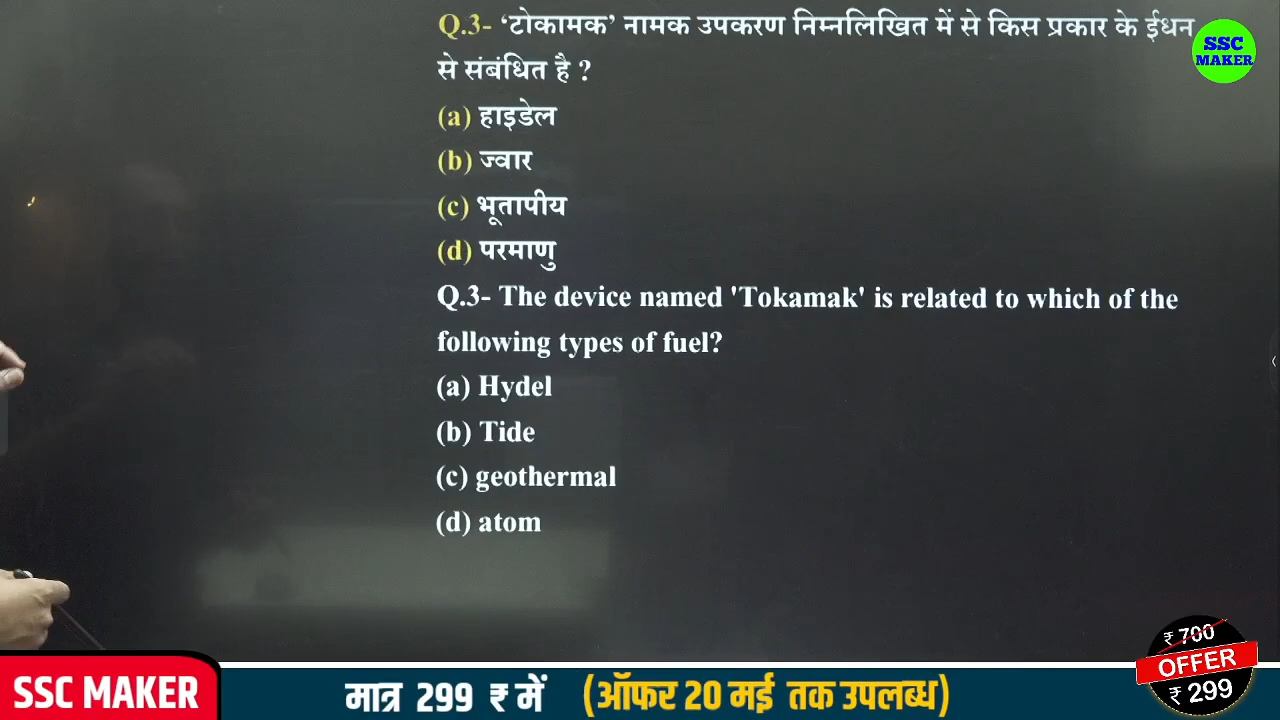 Q.3- ‘टोकामक’ नामक उपकरण निम्नलिखित में से किस प्रकार के ईधन
से संबंधित है ?
(a) हाइडेल
(b) ज्वार
(c) भूतापीय
(d) परमाणु
Q.3- The device named 'Tokamak' is related to which of the
following types of fuel?
(a) Hydel
(b) Tide
(c) geothermal
(d) atom
SSC
MAKER
SSC MAKER
मात्र 299 ₹ में (ऑफर 20 मई तक उपलब्ध)
₹ 700
OFFER
₹ 299